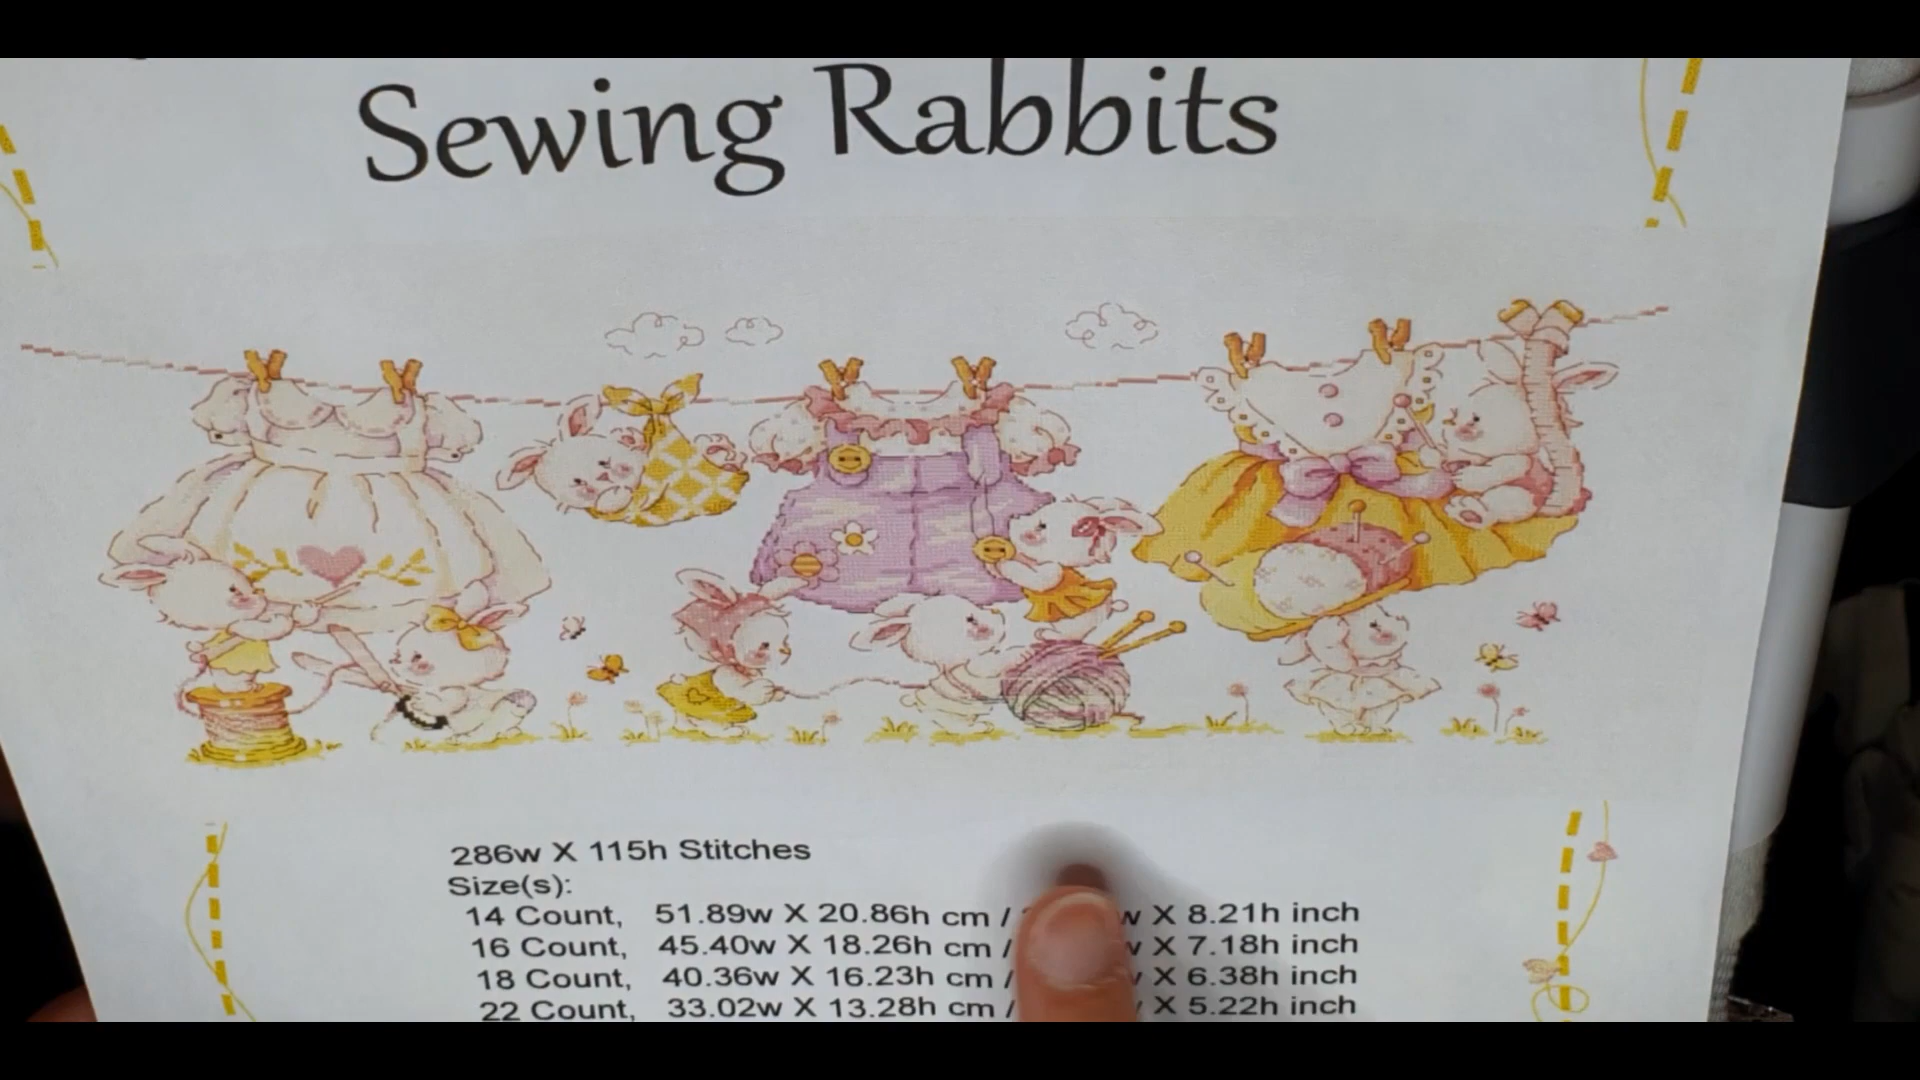 Sewing Rabbits
286w X 115h Stitches
Size(s):
14 Count, 51.89w X 20.86h cm / w X 8.21h inch
16 Count, 45.40w X 18.26h cm / w X 7.18h inch
18 Count, 40.36w X 16.23h cm / w X 6.38h inch
22 Count, 33.02w X 13.28h cm / X 5.22h inch